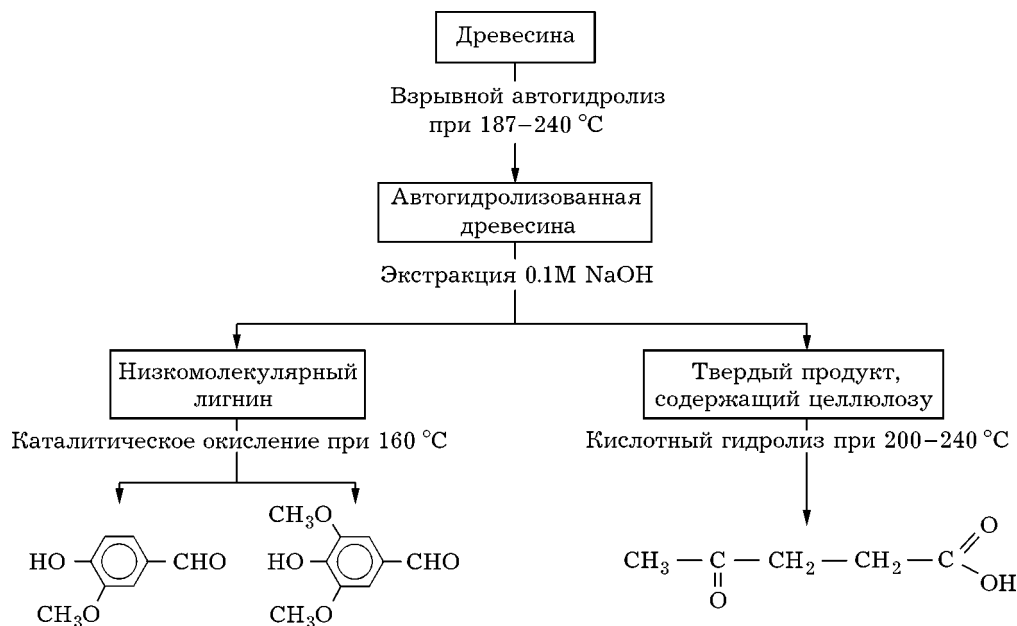 Древесина
Взрывной автогидролиз
при 187–240 °C
Автогидролизованная
древесина
Экстракция 0.1M NaOH
Низкомолекулярный
лигнин
Твердый продукт,
содержащий целлюлозу
Каталитическое окисление при 160 °C
Кислотный гидролиз при 200–240 °C
HO
CHO
CH₃O
CH₃O
HO
CHO
CH₃O
CH₃ — C — CH₂ — CH₂ — C
O
O
OH